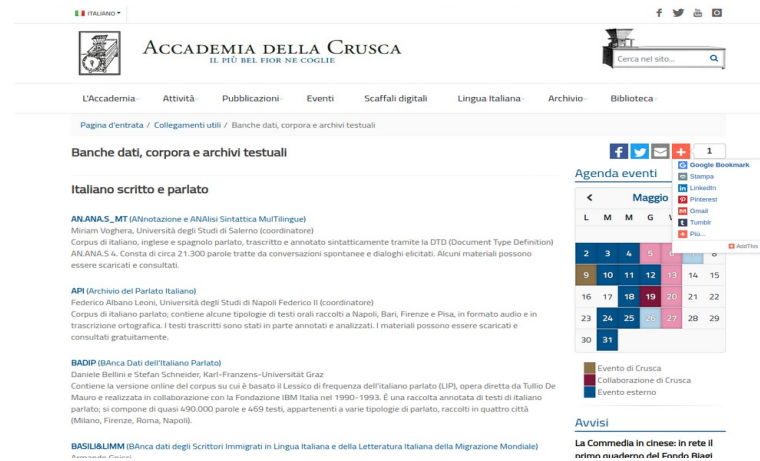 ITALIANO
ACCADEMIA DELLA CRUSCA
IL PIÙ BEL FIOR NE COGLIE
Cerca nel sito...
L'Accademia Attività Pubblicazioni Eventi Scaffali digitali Lingua Italiana Archivio Biblioteca
Pagina d'entrata / Collegamenti utili / Banche dati, corpora e archivi testuali
Banche dati, corpora e archivi testuali
Italiano scritto e parlato
AN.ANA.S_MT (ANnotazione e ANAlisi Sintattica MulTilingue)
Miriam Voghera, Università degli Studi di Salerno (coordinatore)
Corpus di italiano, inglese e spagnolo parlato, trascritto e annotato sintatticamente tramite la DTD (Document Type Definition)
AN.ANA.S 4. Consta di circa 21.300 parole tratte da conversazioni spontanee e dialoghi elicitati. Alcuni materiali possono
essere scaricati e consultati.
API (Archivio del Parlato Italiano)
Federico Albano Leoni, Università degli Studi di Napoli Federico II (coordinatore)
Corpus di italiano parlato; contiene alcune tipologie di testi orali raccolti a Napoli, Bari, Firenze e Pisa, in formato audio e in
trascrizione ortografica. I testi trascritti sono stati in parte annotati e analizzati. I materiali possono essere scaricati e
consultati gratuitamente.
BADIP (BAnca Dati dell'Italiano Parlato)
Daniele Bellini e Stefan Schneider, Karl-Franzens-Universität Graz
Contiene la versione online del corpus su cui è basato il Lessico di frequenza dell'italiano parlato (LIP), opera diretta da Tullio De
Mauro e realizzata in collaborazione con la Fondazione IBM Italia nel 1990-1993. È una raccolta annotata di testi di italiano
parlato; si compone di quasi 490.000 parole e 469 testi, appartenenti a varie tipologie di parlato, raccolti in quattro città
(Milano, Firenze, Roma, Napoli).
BASILI&LIMM (BAnca dati degli Scrittori Immigrati in Lingua Italiana e della Letteratura Italiana della Migrazione Mondiale)
1
Google Bookmark
Stampa
LinkedIn
Pinterest
Gmail
Tumblr
Più...
AddThis
Agenda eventi
Maggio
L M M G
2 3 4 5 6 8
9 10 11 12 13 14 15
16 17 18 19 20 21 22
23 24 25 26 27 28 29
30 31
Evento di Crusca
Collaborazione di Crusca
Evento esterno
Avvisi
La Commedia in cinese: in rete il
primo quaderno del Fondo Biagi